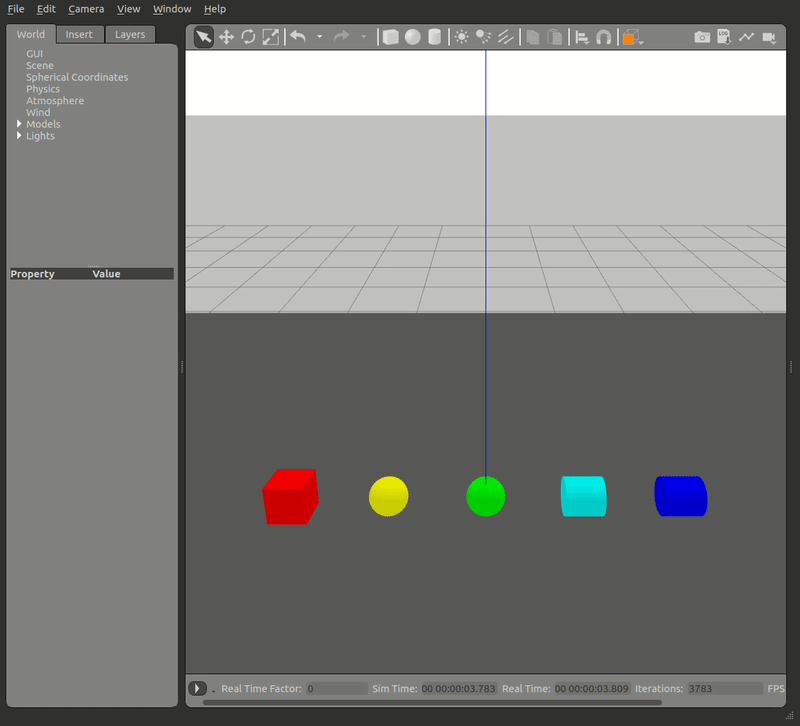 File Edit Camera View Window Help
World Insert Layers
GUI
Scene
Spherical Coordinates
Physics
Atmosphere
Wind
Models
Lights
Property Value
LOG
Real Time Factor: 0 Sim Time: 00 00:00:03.783 Real Time: 00 00:00:03.809 Iterations: 3783 FPS